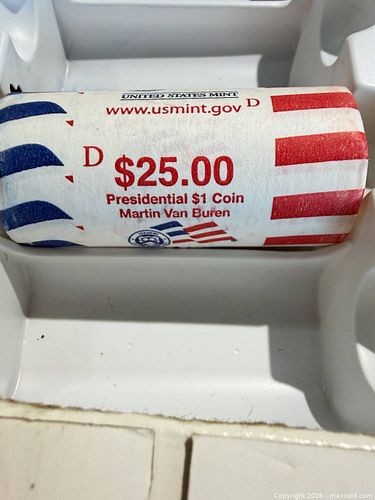 UNITED STATES MINT
www.usmint.gov D
D $25.00
Presidential $1 Coin
Martin Van Buren
Copyright 2026 - maxsold.com